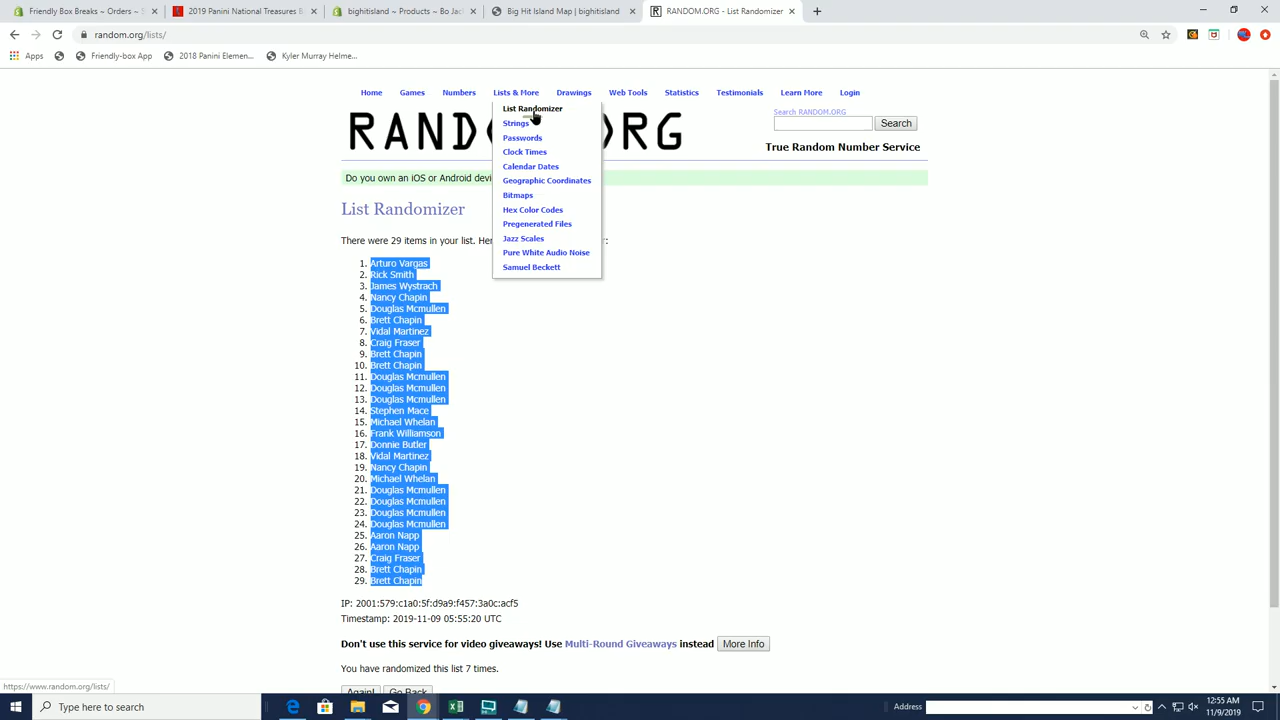 Friendly-box Breaks ~ Products
2019 Panini National Treasures B
bighitisland ~ Orders ~ Shopify
bighitisland ~ Products ~ Bo Jac
Big Hit Island Map | bighitisland
RANDOM.ORG - List Randomizer
random.org/lists/
Apps
Friendly-box App
2018 Panini Elemen...
Kyler Murray Helme...
Home Games Numbers Lists & More Drawings Web Tools Statistics Testimonials Learn More Login
List Randomizer
Strings
Passwords
Clock Times
Calendar Dates
Geographic Coordinates
Bitmaps
Hex Color Codes
Pregenerated Files
Jazz Scales
Pure White Audio Noise
Samuel Beckett
RAND RG
Search RANDOM.ORG
Search
True Random Number Service
Do you own an iOS or Android devi
List Randomizer
There were 29 items in your list. Her r:
1. Arturo Vargas
2. Rick Smith
3. James Wystrach
4. Nancy Chapin
5. Douglas Mcmullen
6. Brett Chapin
7. Vidal Martinez
8. Craig Fraser
9. Brett Chapin
10. Brett Chapin
11. Douglas Mcmullen
12. Douglas Mcmullen
13. Douglas Mcmullen
14. Stephen Mace
15. Michael Whelan
16. Frank Williamson
17. Donnie Butler
18. Vidal Martinez
19. Nancy Chapin
20. Michael Whelan
21. Douglas Mcmullen
22. Douglas Mcmullen
23. Douglas Mcmullen
24. Douglas Mcmullen
25. Aaron Napp
26. Aaron Napp
27. Craig Fraser
28. Brett Chapin
29. Brett Chapin
IP: 2001:579:c1a0:5f:d9a9:f457:3a0c:acf5
Timestamp: 2019-11-09 05:55:20 UTC
Don't use this service for video giveaways! Use Multi-Round Giveaways instead More Info
You have randomized this list 7 times.
Again! Go Back
https://www.random.org/lists/
Type here to search
Address
12:55 AM
11/9/2019